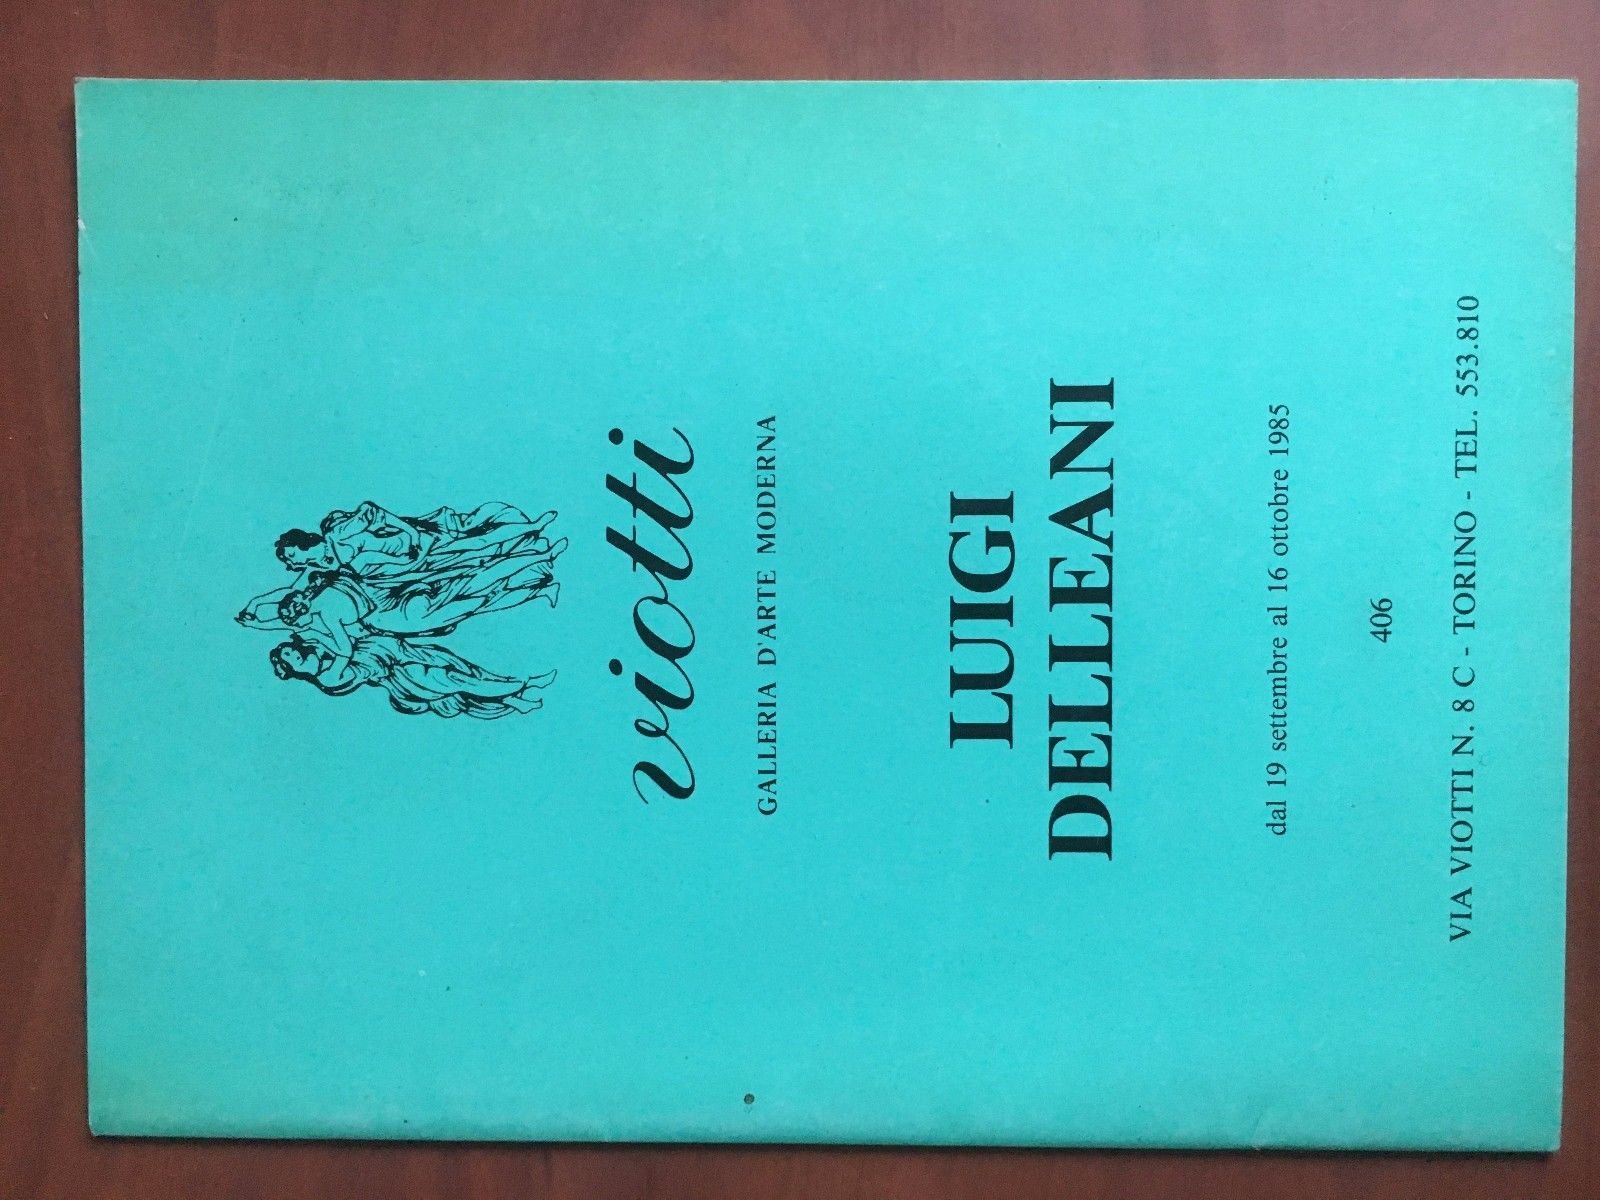 viotti
GALLERIA D'ARTE MODERNA
LUIGI
DELLEANI
dal 19 settembre al 16 ottobre 1985
406
VIA VIOTTI N. 8 C - TORINO - TEL. 553.810